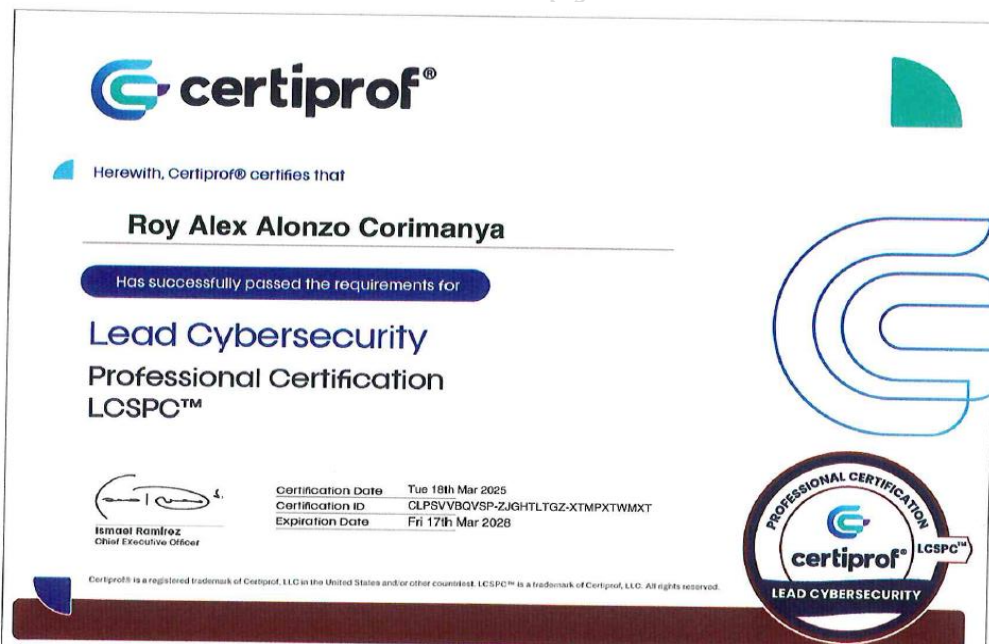 certiprof®
Herewith, Certiprof® certifies that
Roy Alex Alonzo Corimanya
Has successfully passed the requirements for
Lead Cybersecurity
Professional Certification
LCSPC™
Certification Date Tue 18th Mar 2025
Certification ID CLPSVVBQVSP-ZJGHTLTGZ-XTMPXTWMXT
Expiration Date Fri 17th Mar 2028
Ismael Ramírez
Chief Executive Officer
PROFESSIONAL CERTIFICATION
certiprof®
LCSPC™
LEAD CYBERSECURITY
Certiprof® is a registered trademark of Certiprof, LLC in the United States and/or other countries. LCSPC™ is a trademark of Certiprof, LLC. All rights reserved.